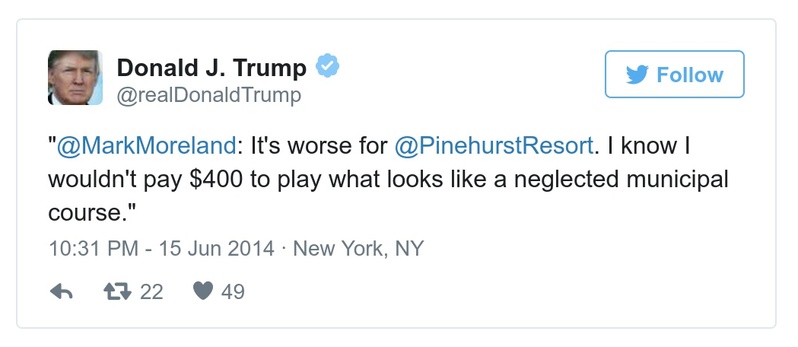 Donald J. Trump
@realDonaldTrump
Follow
"@MarkMoreland: It's worse for @PinehurstResort. I know I
wouldn't pay $400 to play what looks like a neglected municipal
course."
10:31 PM - 15 Jun 2014 · New York, NY
22
49